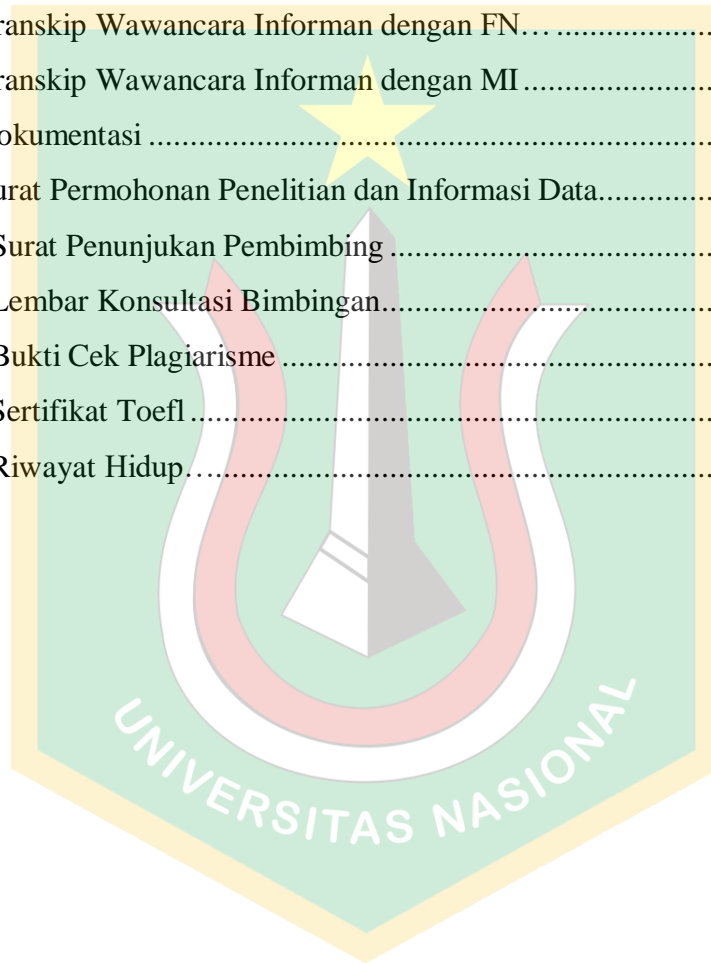 ranskip Wawancara Informan dengan FN… ......................
ranskip Wawancara Informan dengan MI .......................
okumentasi .....................................................................
urat Permohonan Penelitian dan Informasi Data..............
Surat Penunjukan Pembimbing .......................................
Lembar Konsultasi Bimbingan........................................
Bukti Cek Plagiarisme ....................................................
Sertifikat Toefl ................................................................
Riwayat Hidup… ............................................................
UNIVERSITAS NASIONAL